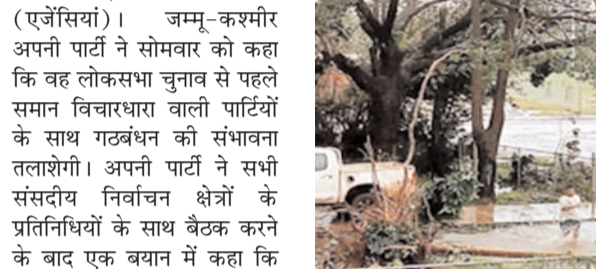 (एजेंसियां)। जम्मू-कश्मीर
अपनी पार्टी ने सोमवार को कहा
कि वह लोकसभा चुनाव से पहले
समान विचारधारा वाली पार्टियों
के साथ गठबंधन की संभावना
तलाशेगी। अपनी पार्टी ने सभी
संसदीय निर्वाचन क्षेत्रों के
प्रतिनिधियों के साथ बैठक करने
के बाद एक बयान में कहा कि